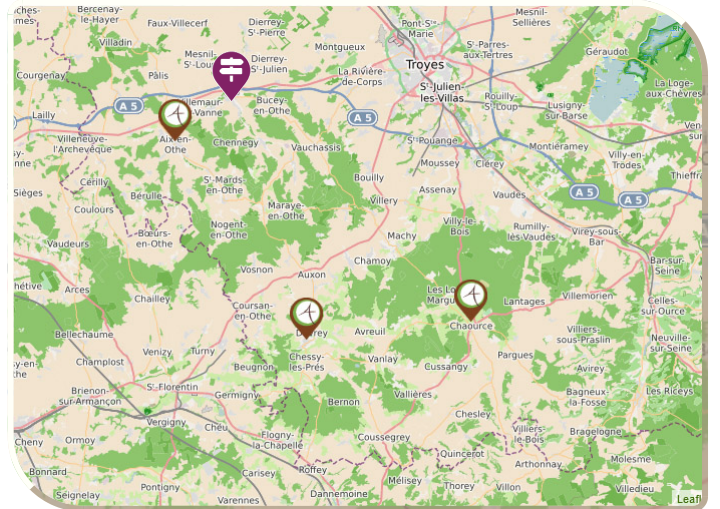 Bercenay-
le-Hayer
Faux-Villecerf
Dierrey-
St-Pierre
Pont-Ste-
Marie
Mesnil-
Sellières
Villadin
Montgueux
St-Parres-
aux-Tertres
Géraudot
Courgenay
Pâlis
Mesnil-
Dierrey-
St-Julien
La Rivière-
de-Corps
Troyes
La-Loge-
aux-Chèvres
St-Julien-
les-Villas
Rouilly-
St-Loup
Lusigny-
sur-Barse
Lailly
A 5
Bucey-
en-Othe
A 5
Villeneuve-
l'Archevêque
Aix-en-
Othe
Chennegy
Vauchassis
St-Pouange
Montiéramey
Moussey
Clérey
Villy-en-
Trodes
Cérilly
St-Mards-
en-Othe
Bouilly
Assenay
Vaudes
A 5
A 5
Thieffr
Sièges
Bérulle
Coulours
Maraye-
en-Othe
Villery
Bœurs-
en-Othe
Nogent-
en-Othe
Machy
Villy-le-
Bois
Rumilly-
lès-Vaudes
Virey-sous-
Bar
Vaudeurs
Vosnon
Auxon
Chamoy
Bar-sur-
Seine
Arces
Chailley
Coursan-
en-Othe
Lantages
Villemorien
Celles-
sur-Ource
Bellechaume
Avreuil
Chaource
Villiers-
sous-Praslin
Neuville-
sur-Seine
Champlost
Venizy
Turny
Beugnon
Chessy-
les-Prés
Vanlay
Cussangy
Pargues
Avirey
Brienon-
sur-Armançon
St-Florentin
Germigny
Bernon
Vallières
Bagneux-
la-Fosse
Les Riceys
Vergigny
Chéu
Chesley
Cheny
Ormoy
Flogny-
la-Chapelle
Coussegrey
Villiers-
le-Bois
Bragelogne
Quincerot
Arthonnay
Molesme
Bonnard
Carisey
Roffey
Mélisey
Thorey
Villon
Villedieu
Seignelay
Pontigny
Varennes
Dannemoine
Leafl